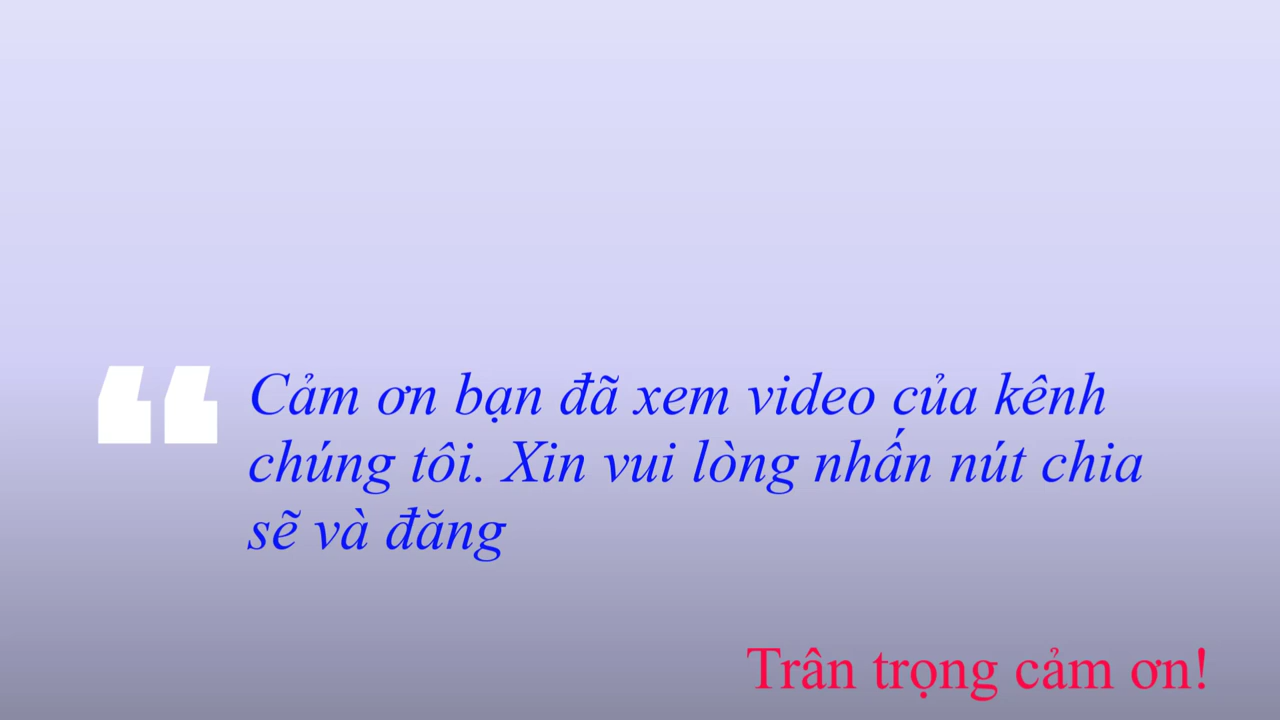 Cảm ơn bạn đã xem video của kênh
chúng tôi. Xin vui lòng nhấn nút chia
sẽ và đăng
Trân trọng cảm ơn!